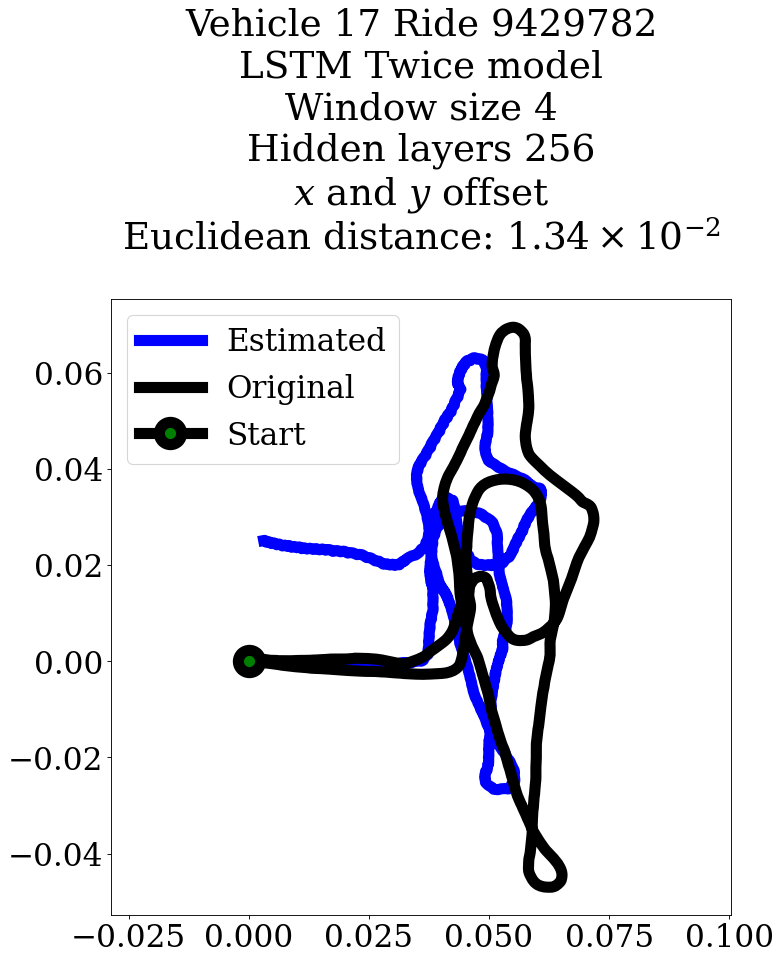 Vehicle 17 Ride 9429782
LSTM Twice model
Window size 4
Hidden layers 256
x and y offset
Euclidean distance: 1.34 × 10⁻²
Estimated
Original
Start
0.06
0.04
0.02
0.00
−0.02
−0.04
−0.025 0.000 0.025 0.050 0.075 0.100